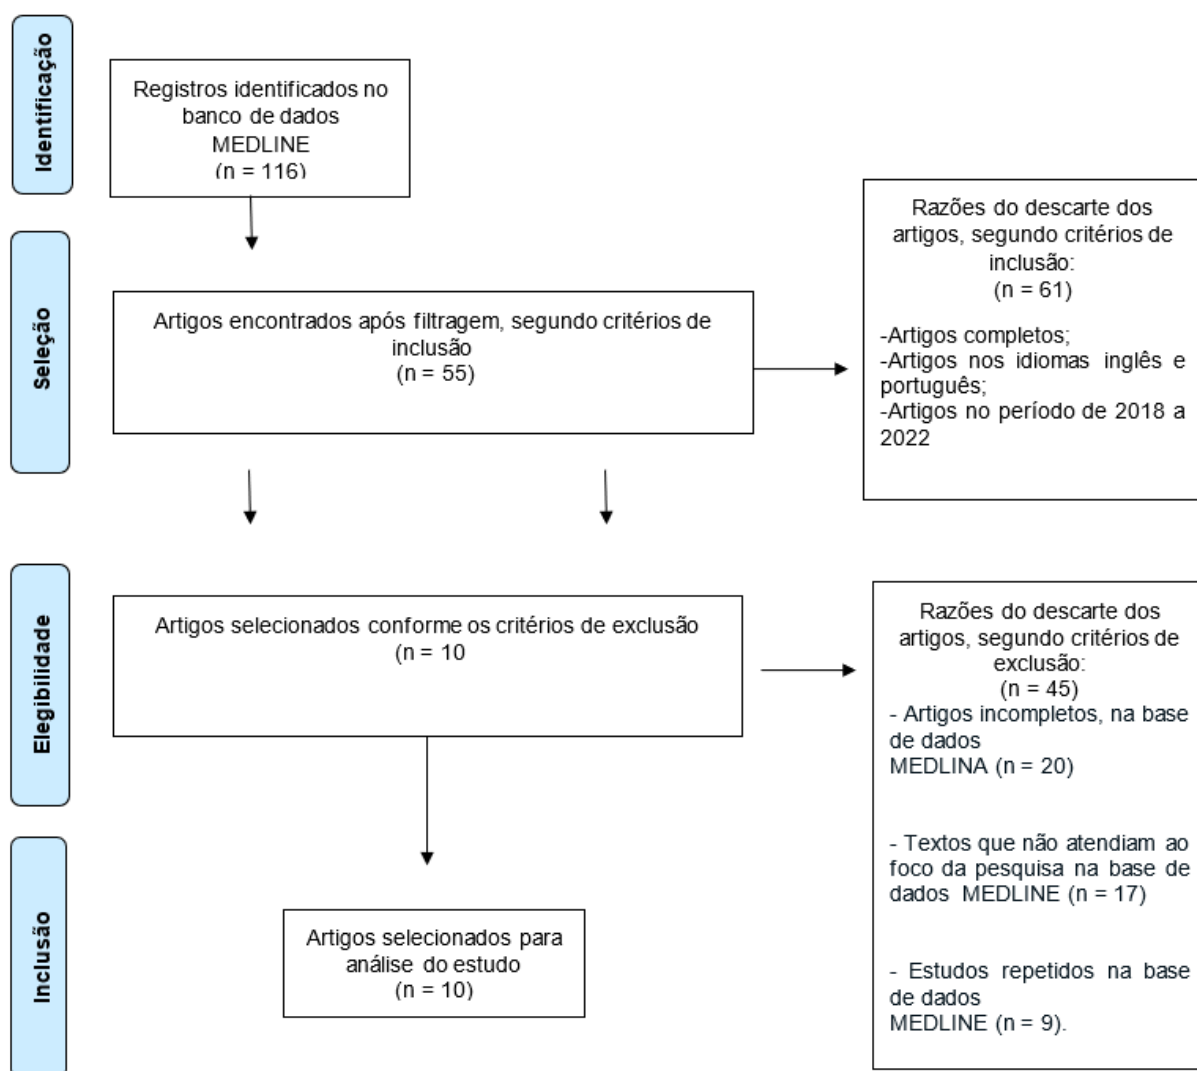 Identificação
Registros identificados no
banco de dados
MEDLINE
(n = 116)
Seleção
Artigos encontrados após filtragem, segundo critérios de
inclusão
(n = 55)
Razões do descarte dos
artigos, segundo critérios de
inclusão:
(n = 61)
-Artigos completos;
-Artigos nos idiomas inglês e
português;
-Artigos no período de 2018 a
2022
Elegibilidade
Artigos selecionados conforme os critérios de exclusão
(n = 10
Razões do descarte dos
artigos, segundo critérios de
exclusão:
(n = 45)
- Artigos incompletos, na base
de dados
MEDLINA (n = 20)
- Textos que não atendiam ao
foco da pesquisa na base de
dados MEDLINE (n = 17)
- Estudos repetidos na base
de dados
MEDLINE (n = 9).
Inclusão
Artigos selecionados para
análise do estudo
(n = 10)